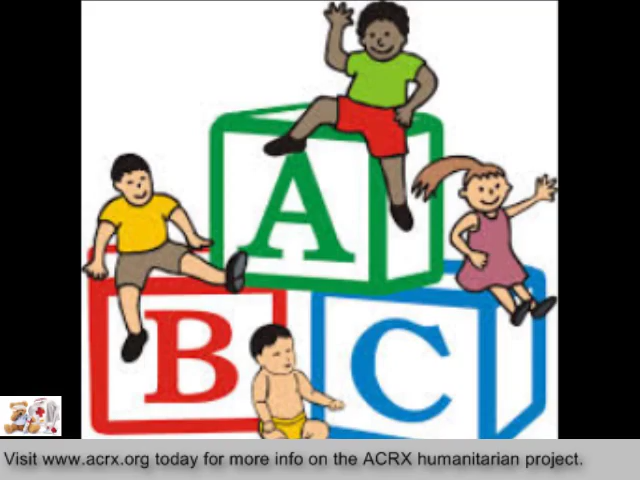 A
B C
Visit www.acrx.org today for more info on the ACRX humanitarian project.